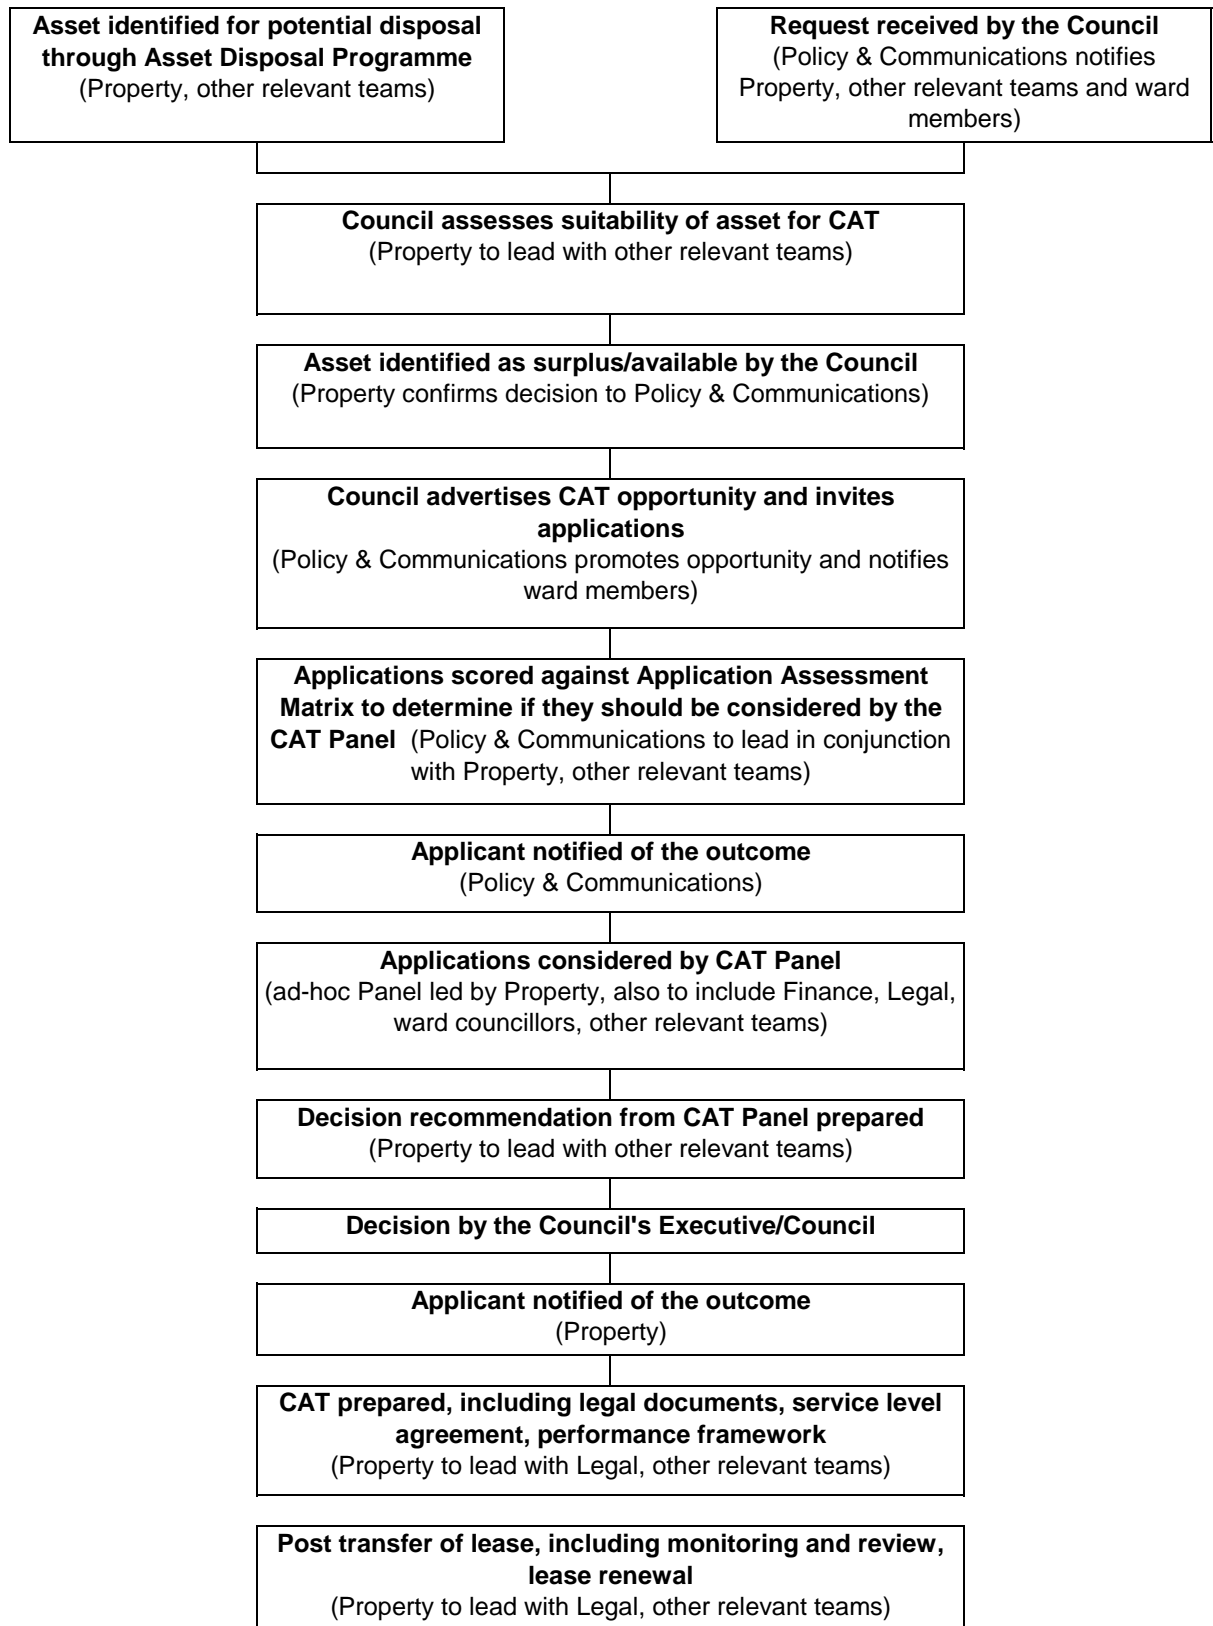 Asset identified for potential disposal
through Asset Disposal Programme
(Property, other relevant teams)
Request received by the Council
(Policy & Communications notifies
Property, other relevant teams and ward
members)
Council assesses suitability of asset for CAT
(Property to lead with other relevant teams)
Asset identified as surplus/available by the Council
(Property confirms decision to Policy & Communications)
Council advertises CAT opportunity and invites
applications
(Policy & Communications promotes opportunity and notifies
ward members)
Applications scored against Application Assessment
Matrix to determine if they should be considered by the
CAT Panel (Policy & Communications to lead in conjunction
with Property, other relevant teams)
Applicant notified of the outcome
(Policy & Communications)
Applications considered by CAT Panel
(ad-hoc Panel led by Property, also to include Finance, Legal,
ward councillors, other relevant teams)
Decision recommendation from CAT Panel prepared
(Property to lead with other relevant teams)
Decision by the Council's Executive/Council
Applicant notified of the outcome
(Property)
CAT prepared, including legal documents, service level
agreement, performance framework
(Property to lead with Legal, other relevant teams)
Post transfer of lease, including monitoring and review,
lease renewal
(Property to lead with Legal, other relevant teams)